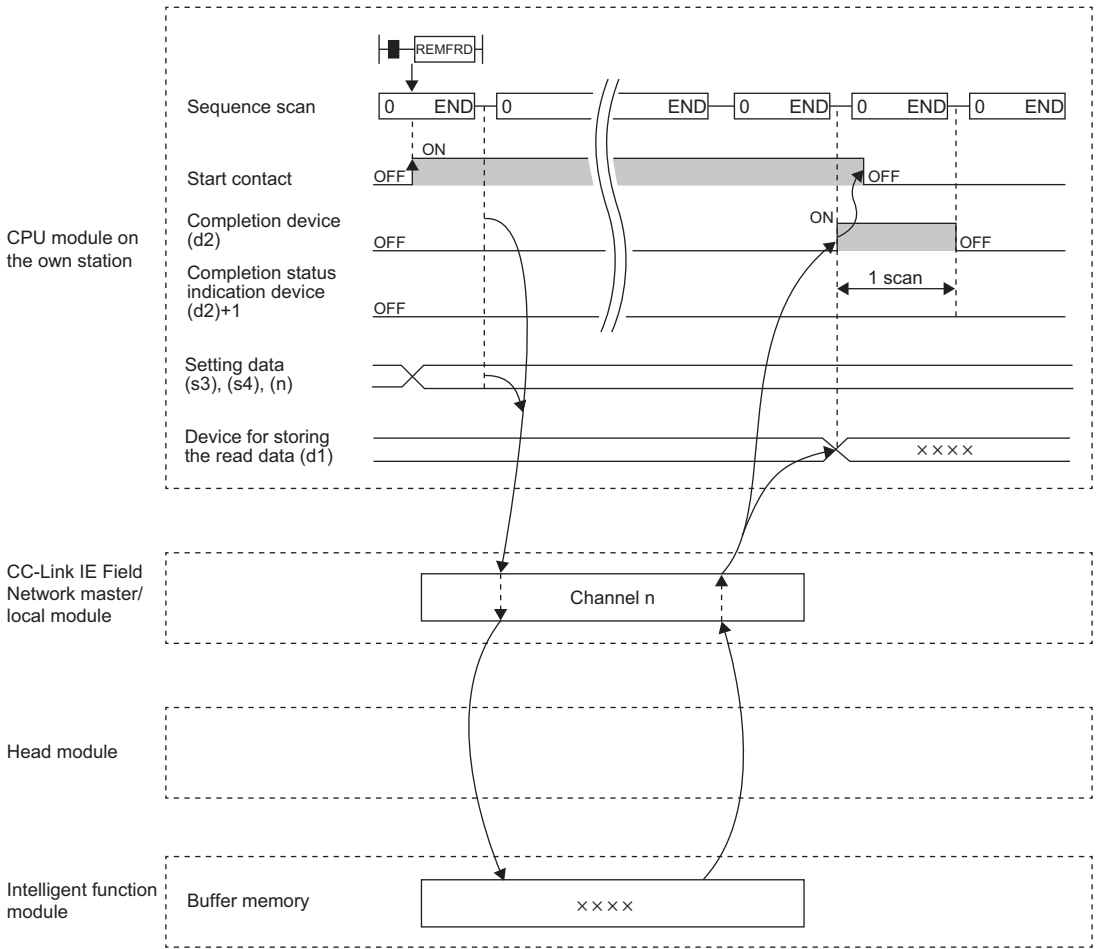 REMFRD
Sequence scan
0 END 0 END 0 END 0 END 0 END
ON
Start contact
OFF
OFF
CPU module on
the own station
Completion device
(d2)
ON
OFF
OFF
Completion status
indication device
(d2)+1
1 scan
OFF
Setting data
(s3), (s4), (n)
Device for storing
the read data (d1)
××××
CC-Link IE Field
Network master/
local module
Channel n
Head module
Intelligent function
module
Buffer memory
××××